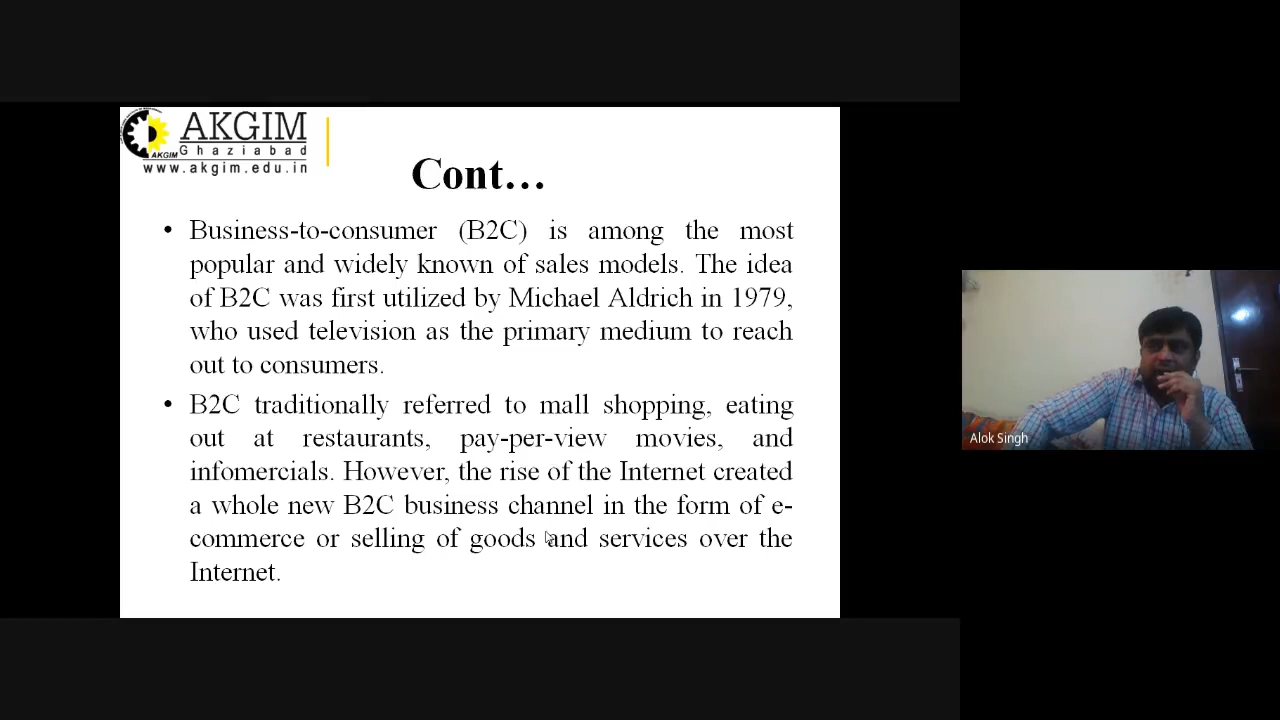 AKGIM
Ghaziabad
AKGIM
www.akgim.edu.in
Cont…
• Business-to-consumer (B2C) is among the most
popular and widely known of sales models. The idea
of B2C was first utilized by Michael Aldrich in 1979,
who used television as the primary medium to reach
out to consumers.
• B2C traditionally referred to mall shopping, eating
out at restaurants, pay-per-view movies, and
infomercials. However, the rise of the Internet created
a whole new B2C business channel in the form of e-
commerce or selling of goods and services over the
Internet.
Alok Singh